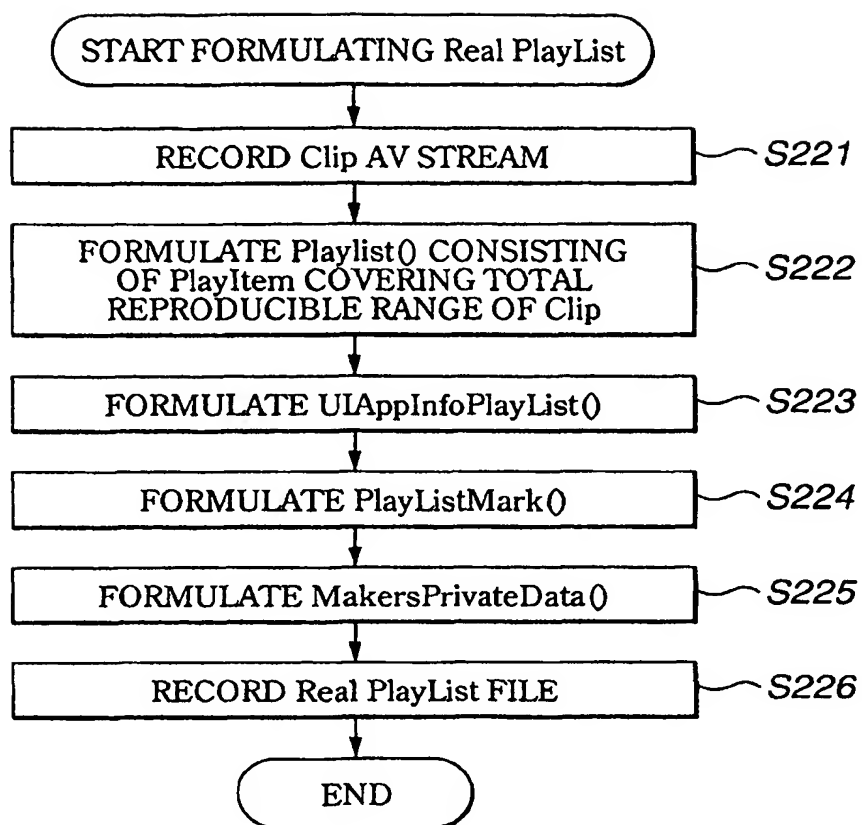 START FORMULATING Real PlayList
RECORD Clip AV STREAM
S221
FORMULATE Playlist() CONSISTING
OF PlayItem COVERING TOTAL
REPRODUCIBLE RANGE OF Clip
S222
FORMULATE UIAppInfoPlayList()
S223
FORMULATE PlayListMark()
S224
FORMULATE MakersPrivateData()
S225
RECORD Real PlayList FILE
S226
END